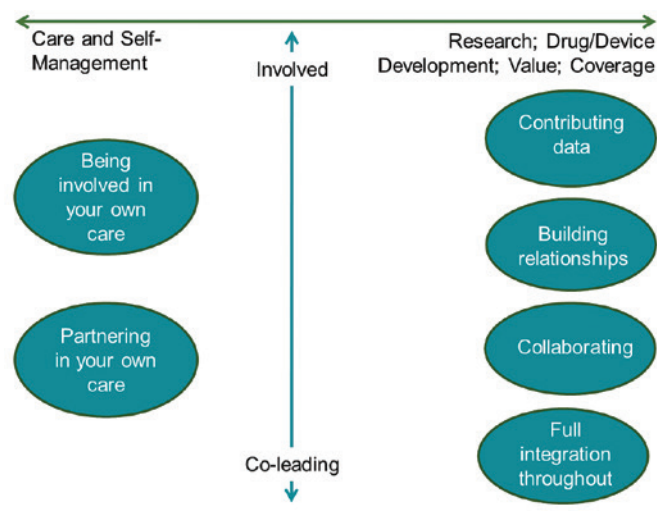 Care and Self-
Management
Involved
Research; Drug/Device
Development; Value; Coverage
Being
involved in
your own
care
Partnering
in your own
care
Contributing
data
Building
relationships
Collaborating
Full
integration
throughout
Co-leading